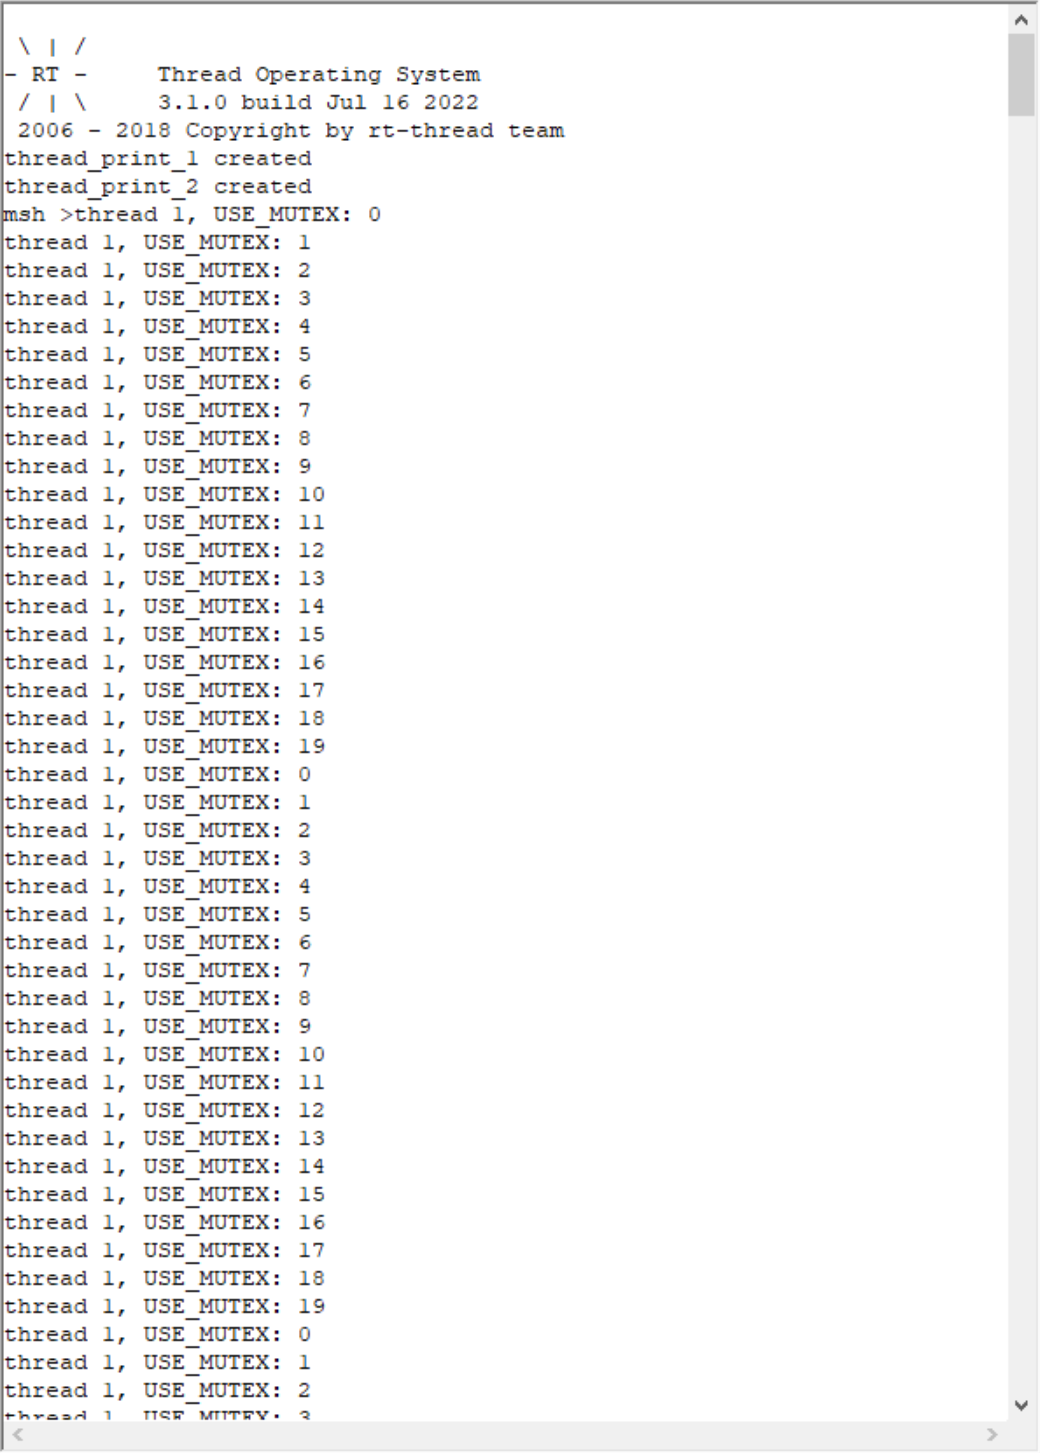 \ | /
- RT -     Thread Operating System
/ | \     3.1.0 build Jul 16 2022
2006 - 2018 Copyright by rt-thread team
thread_print_1 created
thread_print_2 created
msh >thread 1, USE_MUTEX: 0
thread 1, USE_MUTEX: 1
thread 1, USE_MUTEX: 2
thread 1, USE_MUTEX: 3
thread 1, USE_MUTEX: 4
thread 1, USE_MUTEX: 5
thread 1, USE_MUTEX: 6
thread 1, USE_MUTEX: 7
thread 1, USE_MUTEX: 8
thread 1, USE_MUTEX: 9
thread 1, USE_MUTEX: 10
thread 1, USE_MUTEX: 11
thread 1, USE_MUTEX: 12
thread 1, USE_MUTEX: 13
thread 1, USE_MUTEX: 14
thread 1, USE_MUTEX: 15
thread 1, USE_MUTEX: 16
thread 1, USE_MUTEX: 17
thread 1, USE_MUTEX: 18
thread 1, USE_MUTEX: 19
thread 1, USE_MUTEX: 0
thread 1, USE_MUTEX: 1
thread 1, USE_MUTEX: 2
thread 1, USE_MUTEX: 3
thread 1, USE_MUTEX: 4
thread 1, USE_MUTEX: 5
thread 1, USE_MUTEX: 6
thread 1, USE_MUTEX: 7
thread 1, USE_MUTEX: 8
thread 1, USE_MUTEX: 9
thread 1, USE_MUTEX: 10
thread 1, USE_MUTEX: 11
thread 1, USE_MUTEX: 12
thread 1, USE_MUTEX: 13
thread 1, USE_MUTEX: 14
thread 1, USE_MUTEX: 15
thread 1, USE_MUTEX: 16
thread 1, USE_MUTEX: 17
thread 1, USE_MUTEX: 18
thread 1, USE_MUTEX: 19
thread 1, USE_MUTEX: 0
thread 1, USE_MUTEX: 1
thread 1, USE_MUTEX: 2
thread 1, USE_MUTEX: 3